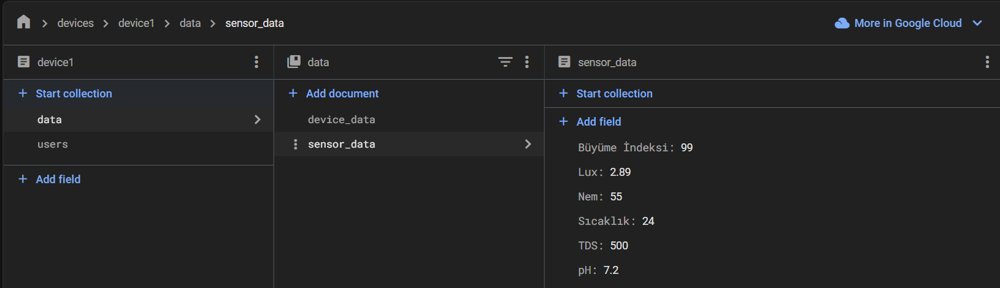 devices device1 data sensor_data
More in Google Cloud
device1
Start collection
data
users
Add field
data
Add document
device_data
sensor_data
sensor_data
Start collection
Add field
Büyüme İndeksi: 99
Lux: 2.89
Nem: 55
Sıcaklık: 24
TDS: 500
pH: 7.2